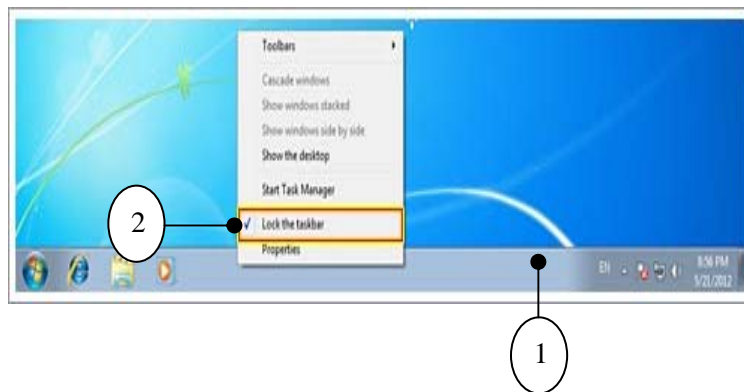 Toolbars
Cascade windows
Show windows stacked
Show windows side by side
Show the desktop
Start Task Manager
2
✓ Lock the taskbar
Properties
EN
8:56 PM
5/21/2012
1